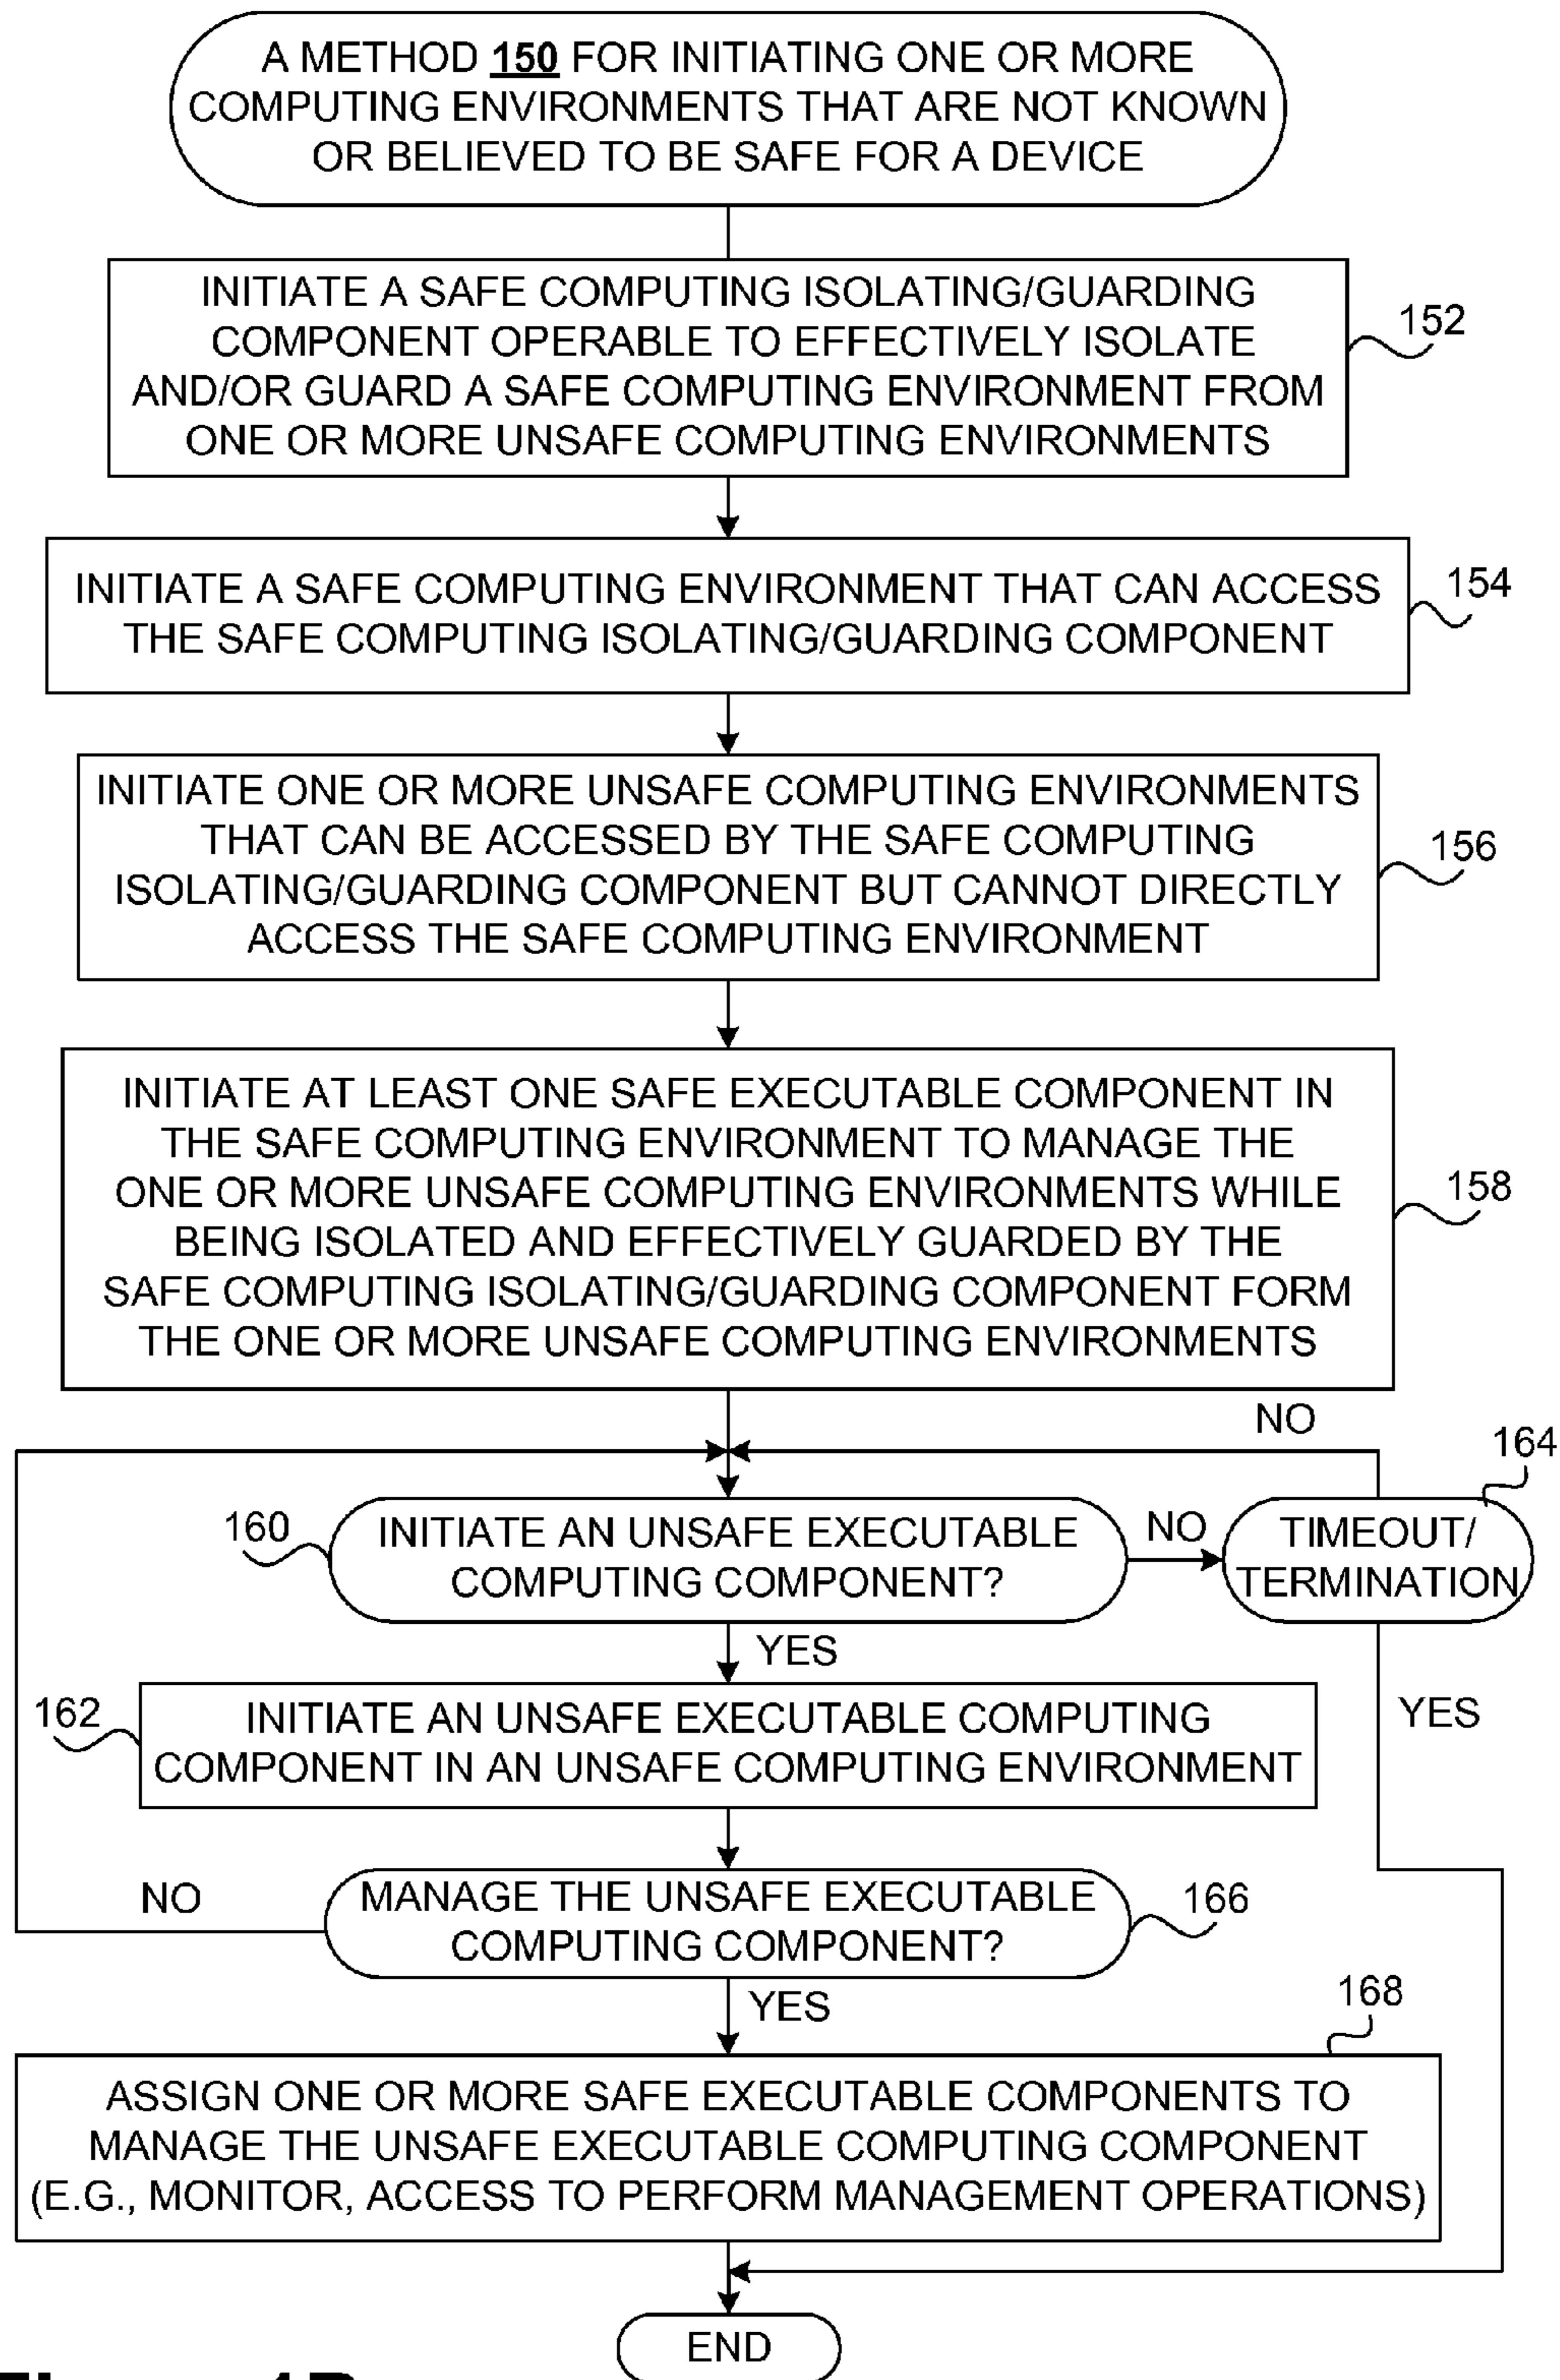 A METHOD 150 FOR INITIATING ONE OR MORE
COMPUTING ENVIRONMENTS THAT ARE NOT KNOWN
OR BELIEVED TO BE SAFE FOR A DEVICE
INITIATE A SAFE COMPUTING ISOLATING/GUARDING
COMPONENT OPERABLE TO EFFECTIVELY ISOLATE
AND/OR GUARD A SAFE COMPUTING ENVIRONMENT FROM
ONE OR MORE UNSAFE COMPUTING ENVIRONMENTS
152
INITIATE A SAFE COMPUTING ENVIRONMENT THAT CAN ACCESS
THE SAFE COMPUTING ISOLATING/GUARDING COMPONENT
154
INITIATE ONE OR MORE UNSAFE COMPUTING ENVIRONMENTS
THAT CAN BE ACCESSED BY THE SAFE COMPUTING
ISOLATING/GUARDING COMPONENT BUT CANNOT DIRECTLY
ACCESS THE SAFE COMPUTING ENVIRONMENT
156
INITIATE AT LEAST ONE SAFE EXECUTABLE COMPONENT IN
THE SAFE COMPUTING ENVIRONMENT TO MANAGE THE
ONE OR MORE UNSAFE COMPUTING ENVIRONMENTS WHILE
BEING ISOLATED AND EFFECTIVELY GUARDED BY THE
SAFE COMPUTING ISOLATING/GUARDING COMPONENT FORM
THE ONE OR MORE UNSAFE COMPUTING ENVIRONMENTS
158
NO
164
160
INITIATE AN UNSAFE EXECUTABLE
COMPUTING COMPONENT?
NO
TIMEOUT/
TERMINATION
YES
162
INITIATE AN UNSAFE EXECUTABLE COMPUTING
COMPONENT IN AN UNSAFE COMPUTING ENVIRONMENT
YES
NO
MANAGE THE UNSAFE EXECUTABLE
COMPUTING COMPONENT?
166
YES
168
ASSIGN ONE OR MORE SAFE EXECUTABLE COMPONENTS TO
MANAGE THE UNSAFE EXECUTABLE COMPUTING COMPONENT
(E.G., MONITOR, ACCESS TO PERFORM MANAGEMENT OPERATIONS)
END